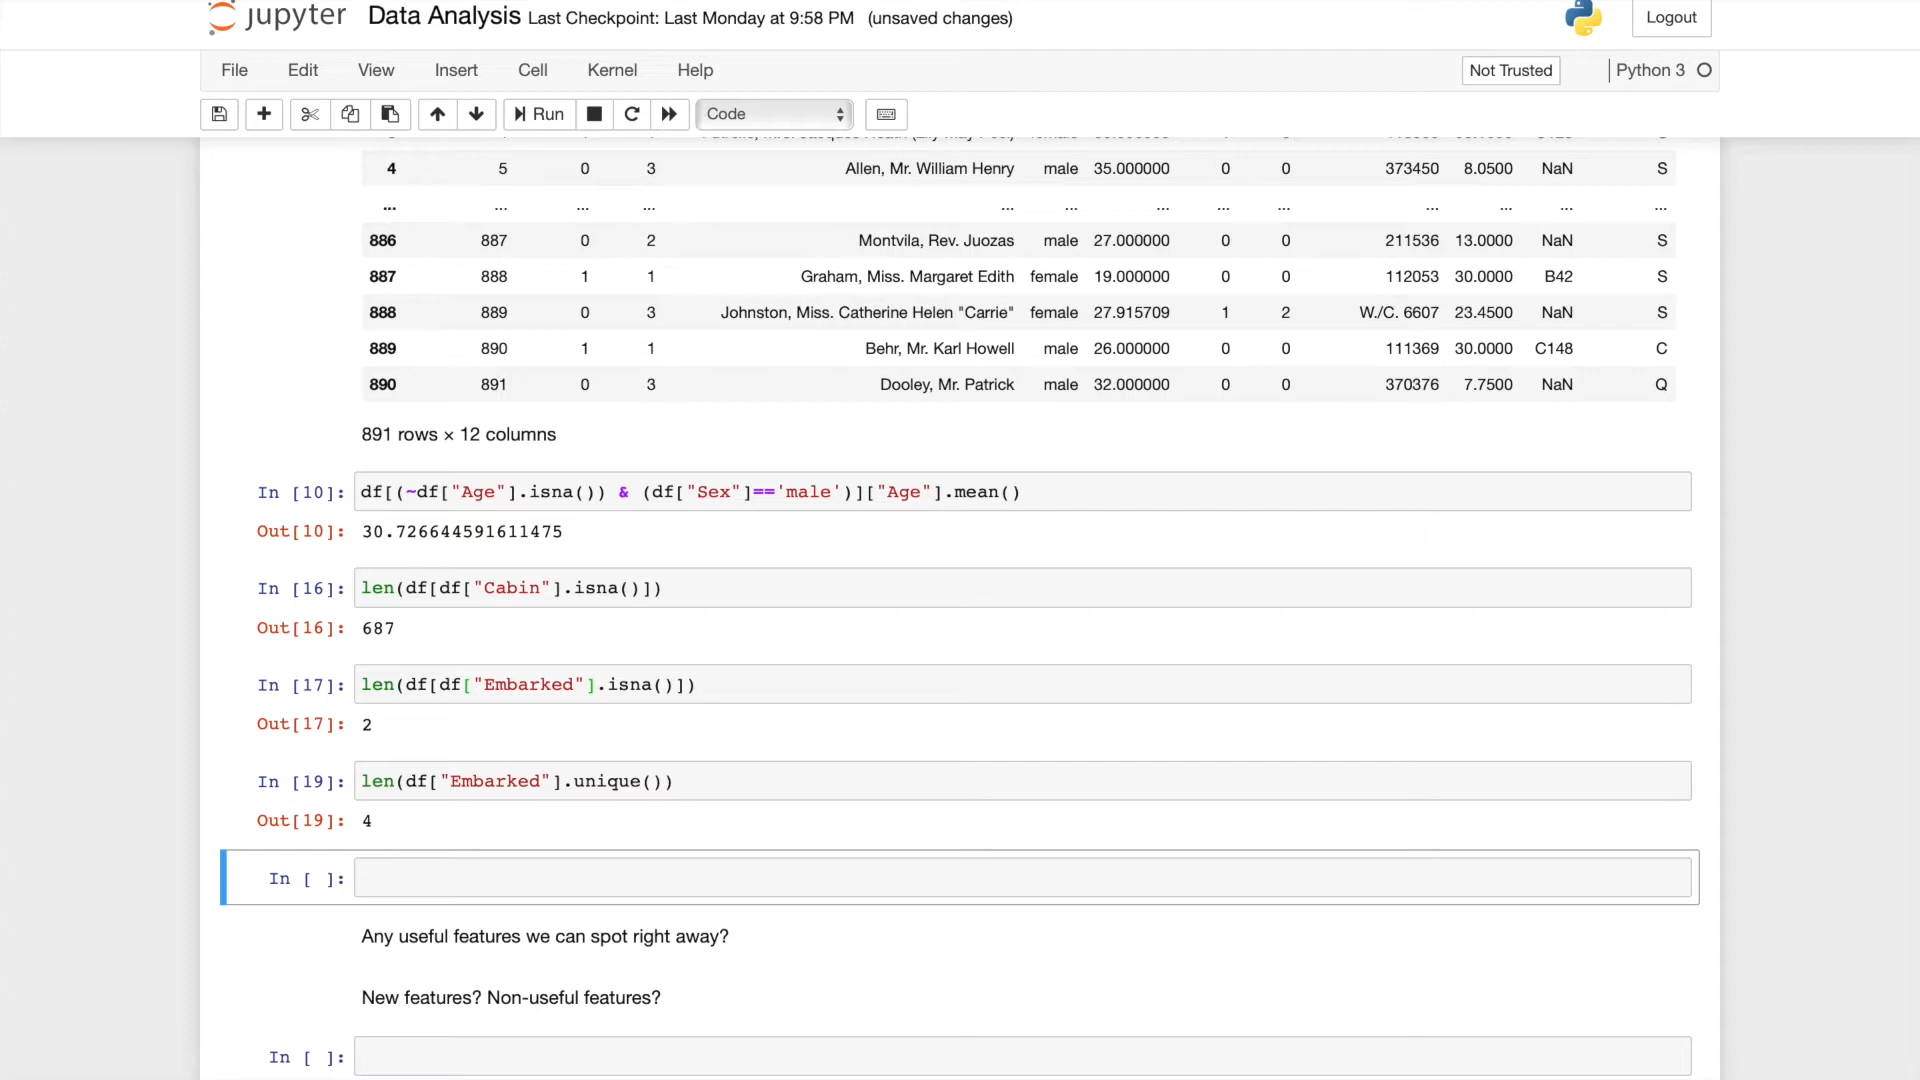 jupyter Data Analysis Last Checkpoint: Last Monday at 9:58 PM (unsaved changes) Logout
File Edit View Insert Cell Kernel Help Not Trusted Python 3
Run Code
4 5 0 3 Allen, Mr. William Henry male 35.000000 0 0 373450 8.0500 NaN S
... ... ... ... ... ... ... ... ... ... ... ... ...
886 887 0 2 Montvila, Rev. Juozas male 27.000000 0 0 211536 13.0000 NaN S
887 888 1 1 Graham, Miss. Margaret Edith female 19.000000 0 0 112053 30.0000 B42 S
888 889 0 3 Johnston, Miss. Catherine Helen "Carrie" female 27.915709 1 2 W./C. 6607 23.4500 NaN S
889 890 1 1 Behr, Mr. Karl Howell male 26.000000 0 0 111369 30.0000 C148 C
890 891 0 3 Dooley, Mr. Patrick male 32.000000 0 0 370376 7.7500 NaN Q
891 rows × 12 columns
In [10]: df[(~df["Age"].isna()) & (df["Sex"]=='male')]["Age"].mean()
Out[10]: 30.726644591611475
In [16]: len(df[df["Cabin"].isna()])
Out[16]: 687
In [17]: len(df[df["Embarked"].isna()])
Out[17]: 2
In [19]: len(df["Embarked"].unique())
Out[19]: 4
In [ ]:
Any useful features we can spot right away?
New features? Non-useful features?
In [ ]: